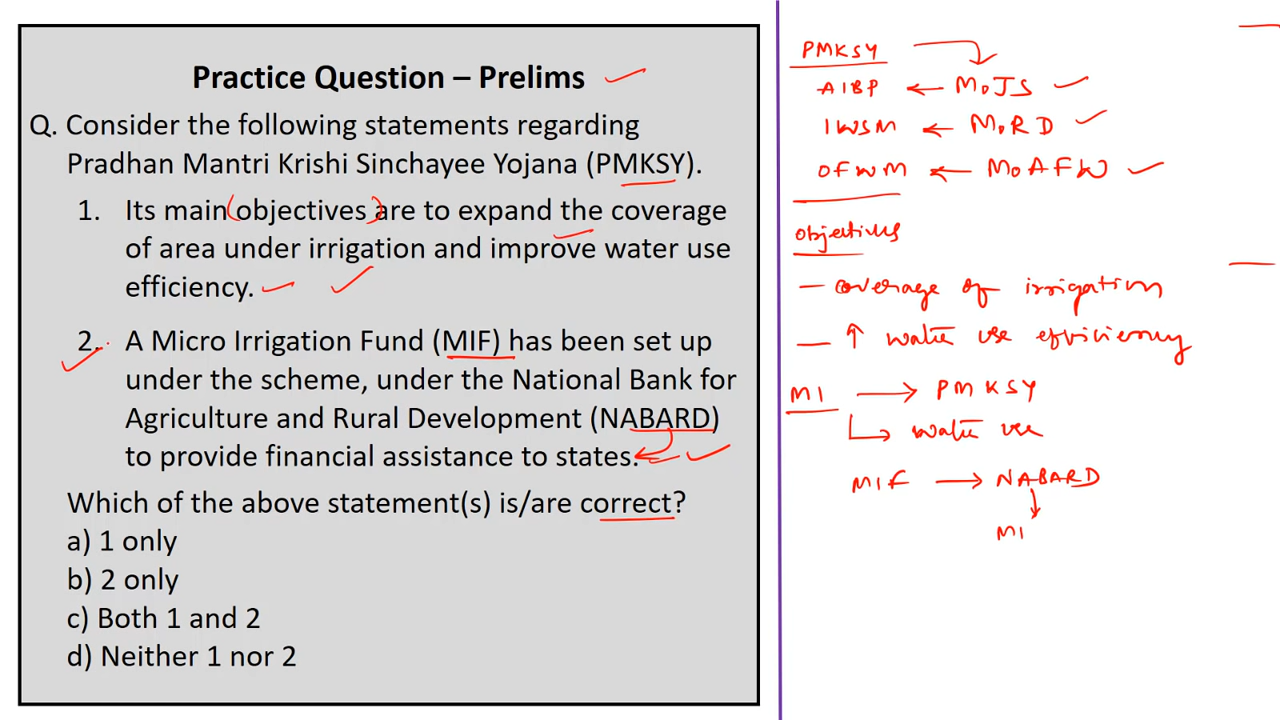 Practice Question – Prelims
Q. Consider the following statements regarding
Pradhan Mantri Krishi Sinchayee Yojana (PMKSY).
1. Its main objectives are to expand the coverage
of area under irrigation and improve water use
efficiency.
2. A Micro Irrigation Fund (MIF) has been set up
under the scheme, under the National Bank for
Agriculture and Rural Development (NABARD)
to provide financial assistance to states.
Which of the above statement(s) is/are correct?
a) 1 only
b) 2 only
c) Both 1 and 2
d) Neither 1 nor 2
PMKSY
AIBP ← MoJS
IWSM ← MoRD
OFWM ← MoAFW
Objectives
— coverage of irrigation
— ↑ water use efficiency
MI → PMKSY
↳ water use
MIF → NABARD
↓
MI